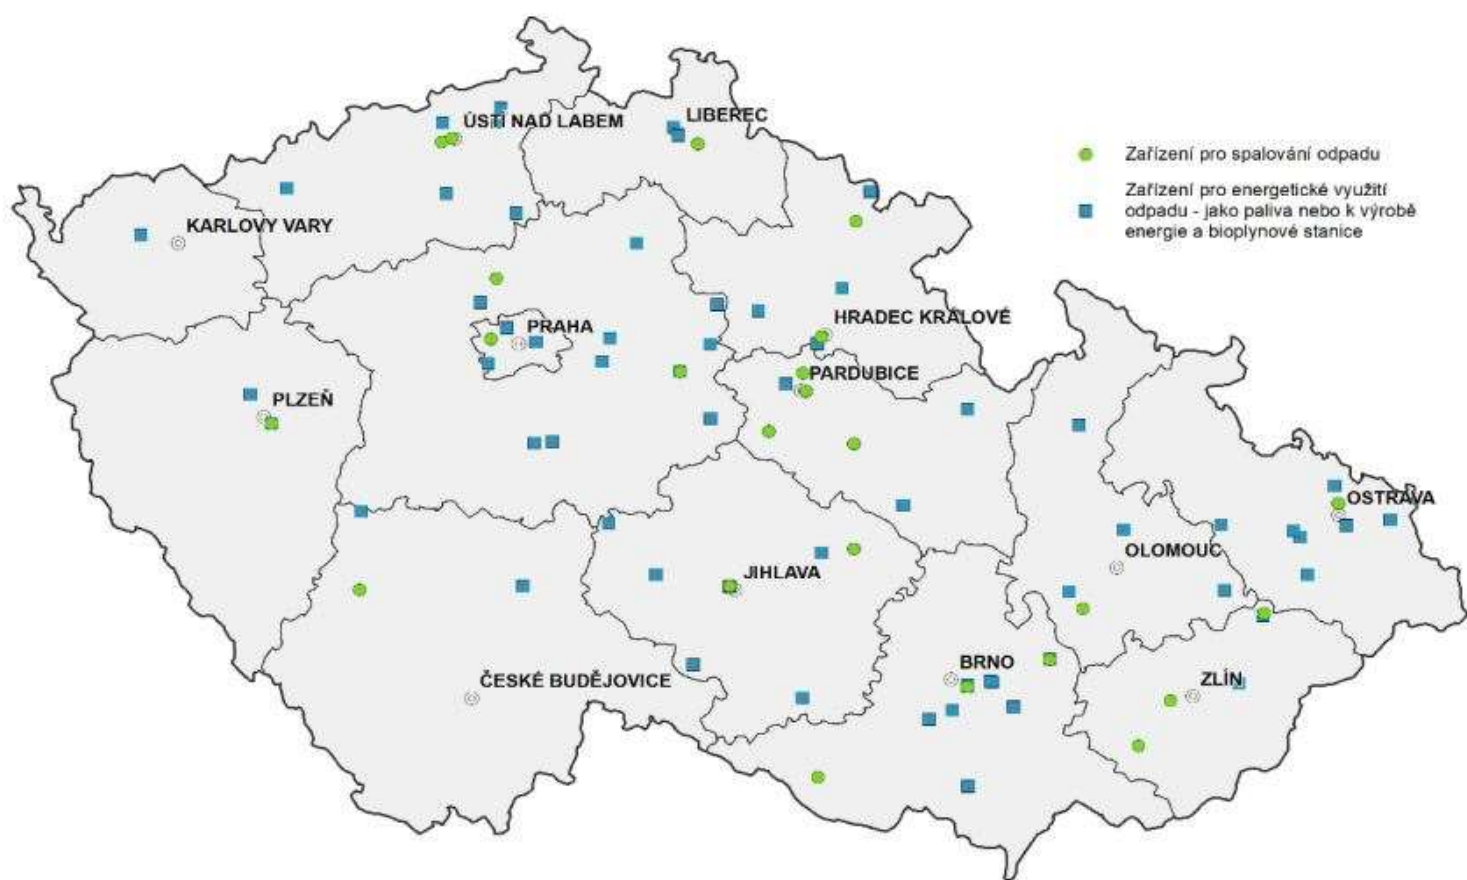 ÚSTÍ NAD LABEM
LIBEREC
Zařízení pro spalování odpadu
Zařízení pro energetické využití
odpadu - jako paliva nebo k výrobě
energie a bioplynové stanice
KARLOVY VARY
PRAHA
HRADEC KRÁLOVÉ
PARDUBICE
PLZEŇ
OSTRAVA
OLOMOUC
JIHLAVA
BRNO
ČESKÉ BUDĚJOVICE
ZLÍN